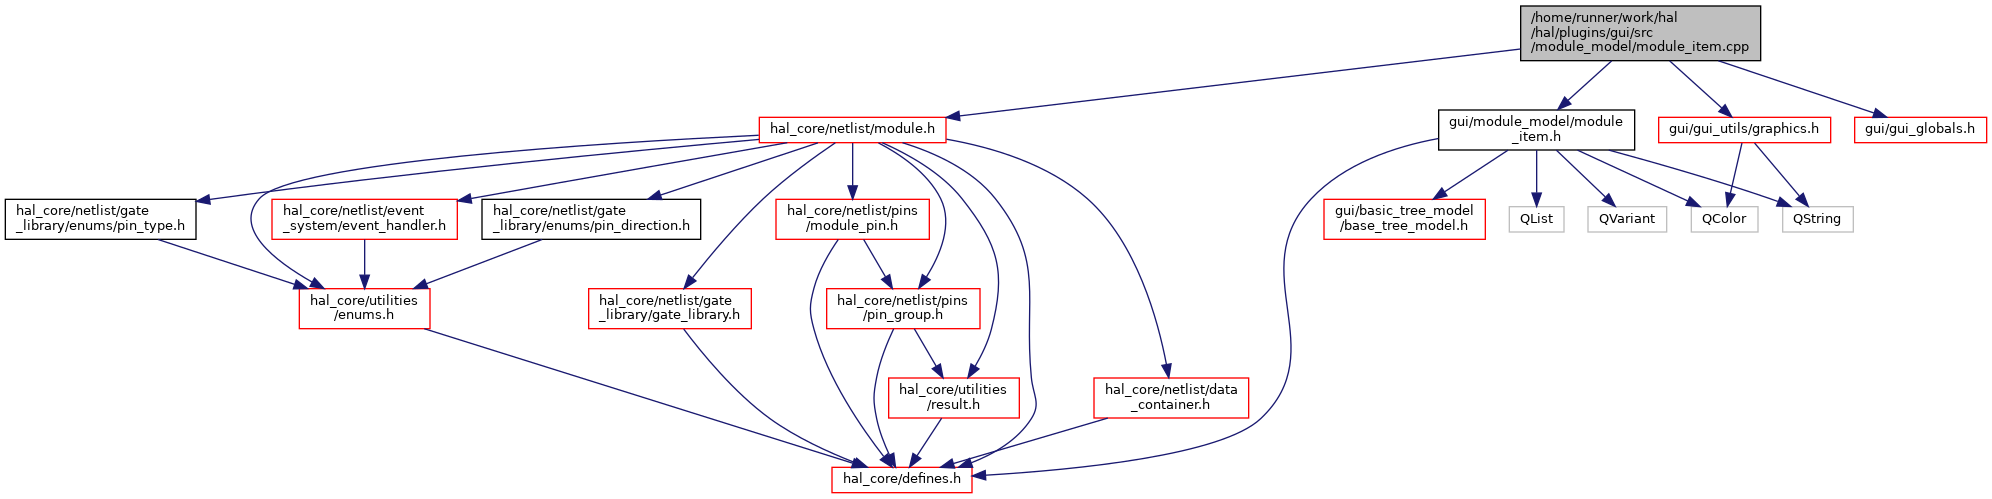 /home/runner/work/hal
/hal/plugins/gui/src
/module_model/module_item.cpp
hal_core/netlist/module.h
gui/module_model/module
_item.h
gui/gui_utils/graphics.h
gui/gui_globals.h
hal_core/netlist/gate
_library/enums/pin_type.h
hal_core/netlist/event
_system/event_handler.h
hal_core/netlist/gate
_library/enums/pin_direction.h
hal_core/netlist/pins
/module_pin.h
gui/basic_tree_model
/base_tree_model.h
QList
QVariant
QColor
QString
hal_core/utilities
/enums.h
hal_core/netlist/gate
_library/gate_library.h
hal_core/netlist/pins
/pin_group.h
hal_core/utilities
/result.h
hal_core/netlist/data
_container.h
hal_core/defines.h